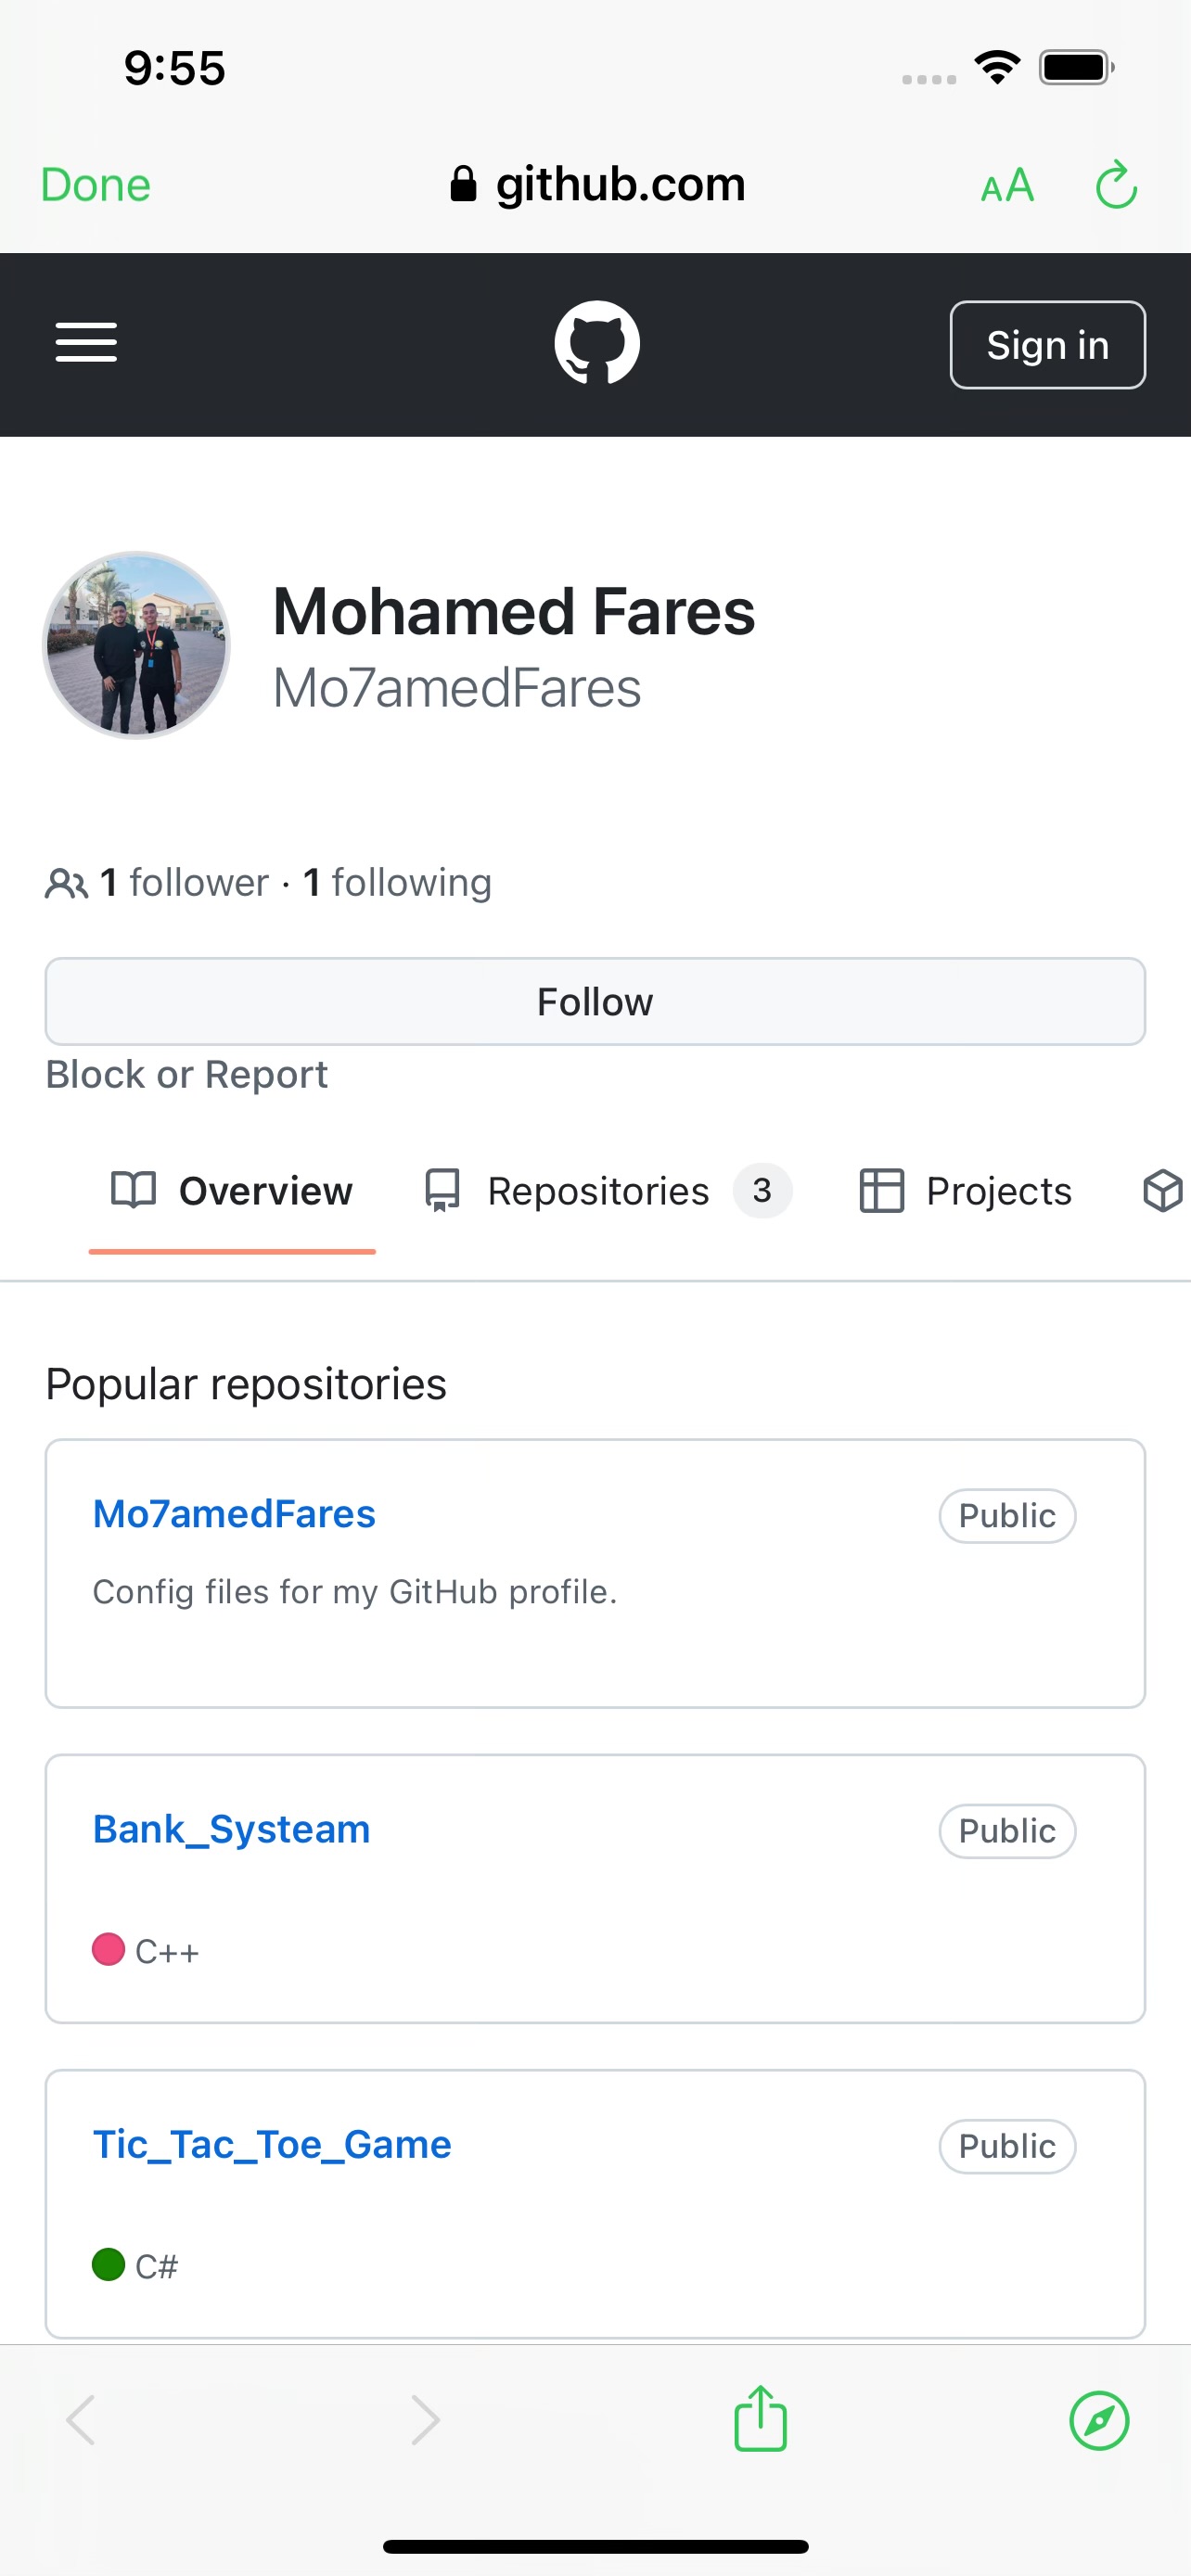 9:55
Done github.com AA
Sign in
Mohamed Fares
Mo7amedFares
1 follower · 1 following
Follow
Block or Report
Overview Repositories 3 Projects
Popular repositories
Mo7amedFares Public
Config files for my GitHub profile.
Bank_Systeam Public
C++
Tic_Tac_Toe_Game Public
C#